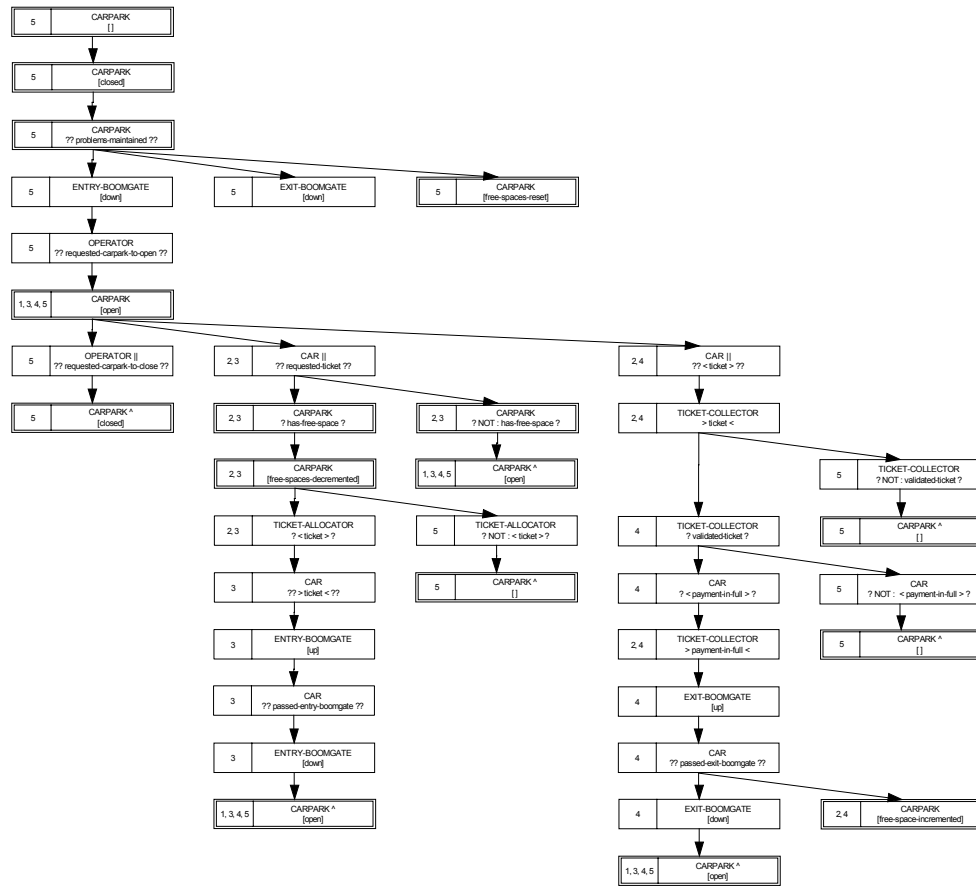 5
CARPARK
[ ]
5
CARPARK
[closed]
5
CARPARK
?? problems-maintained ??
5
ENTRY-BOOMGATE
[down]
5
EXIT-BOOMGATE
[down]
5
CARPARK
[free-spaces-reset]
5
OPERATOR
?? requested-carpark-to-open ??
1, 3, 4, 5
CARPARK
[open]
5
OPERATOR ||
?? requested-carpark-to-close ??
2, 3
CAR ||
?? requested-ticket ??
2, 4
CAR ||
?? < ticket > ??
5
CARPARK ^
[closed]
2, 3
CARPARK
? has-free-space ?
2, 3
CARPARK
? NOT : has-free-space ?
2, 4
TICKET-COLLECTOR
> ticket <
2, 3
CARPARK
[free-spaces-decremented]
1, 3, 4, 5
CARPARK ^
[open]
5
TICKET-COLLECTOR
? NOT : validated-ticket ?
2, 3
TICKET-ALLOCATOR
? < ticket > ?
5
TICKET-ALLOCATOR
? NOT : < ticket > ?
4
TICKET-COLLECTOR
? validated-ticket ?
5
CARPARK ^
[ ]
3
CAR
?? > ticket < ??
5
CARPARK ^
[ ]
4
CAR
? < payment-in-full > ?
5
CAR
? NOT : < payment-in-full > ?
3
ENTRY-BOOMGATE
[up]
2, 4
TICKET-COLLECTOR
> payment-in-full <
5
CARPARK ^
[ ]
3
CAR
?? passed-entry-boomgate ??
4
EXIT-BOOMGATE
[up]
3
ENTRY-BOOMGATE
[down]
4
CAR
?? passed-exit-boomgate ??
1, 3, 4, 5
CARPARK ^
[open]
4
EXIT-BOOMGATE
[down]
2, 4
CARPARK
[free-space-incremented]
1, 3, 4, 5
CARPARK ^
[open]